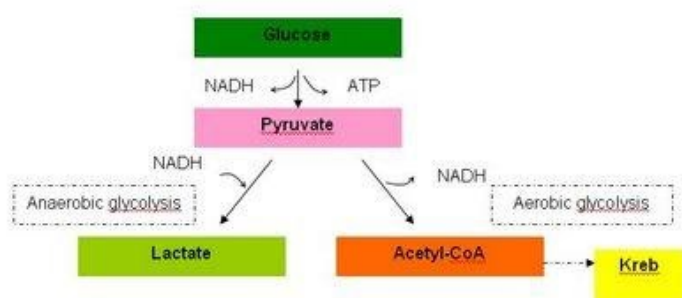 Glucose
NADH ATP
Pyruvate
NADH
NADH
Anaerobic glycolysis
Aerobic glycolysis
Lactate
Acetyl-CoA
Kreb